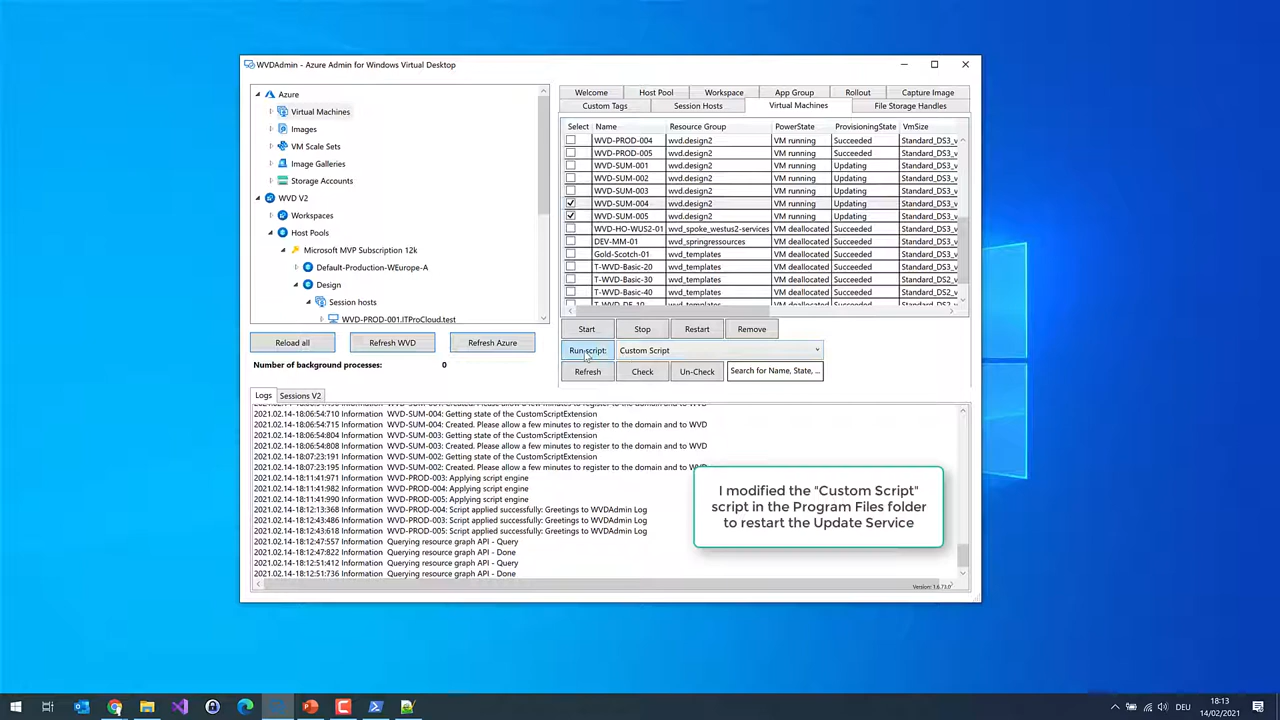 WVDAdmin - Azure Admin for Windows Virtual Desktop
Azure
Virtual Machines
Images
VM Scale Sets
Image Galleries
Storage Accounts
WVD V2
Workspaces
Host Pools
Microsoft MVP Subscription 12k
Default-Production-WEurope-A
Design
Session hosts
WVD-PROD-001.ITProCloud.test
Reload all
Refresh WVD
Refresh Azure
Number of background processes: 0
Welcome Host Pool Workspace App Group Rollout Capture Image
Custom Tags Session Hosts Virtual Machines File Storage Handles
Select Name Resource Group PowerState ProvisioningState VmSize
WVD-PROD-004 wvd.design2 VM running Succeeded Standard_DS3_v
WVD-PROD-005 wvd.design2 VM running Succeeded Standard_DS3_v
WVD-SUM-001 wvd.design2 VM running Updating Standard_DS3_v
WVD-SUM-002 wvd.design2 VM running Updating Standard_DS3_v
WVD-SUM-003 wvd.design2 VM running Updating Standard_DS3_v
WVD-SUM-004 wvd.design2 VM running Updating Standard_DS3_v
WVD-SUM-005 wvd.design2 VM running Updating Standard_DS3_v
WVD-HO-WUS2-01 wvd_spoke_westus2-services VM deallocated Succeeded Standard_DS3_v
DEV-MM-01 wvd_springressources VM deallocated Succeeded Standard_DS3_v
Gold-Scotch-01 wvd_templates VM deallocated Succeeded Standard_DS3_v
T-WVD-Basic-20 wvd_templates VM deallocated Succeeded Standard_DS3_v
T-WVD-Basic-30 wvd_templates VM deallocated Succeeded Standard_DS2_v
T-WVD-Basic-40 wvd_templates VM deallocated Succeeded Standard_DS2_v
Start Stop Restart Remove
Run script: Custom Script
Refresh Check Un-Check Search for Name, State, ...
Logs Sessions V2
2021.02.14-18:06:54:710 Information WVD-SUM-004: Getting state of the CustomScriptExtension
2021.02.14-18:06:54:715 Information WVD-SUM-004: Created. Please allow a few minutes to register to the domain and to WVD
2021.02.14-18:06:54:804 Information WVD-SUM-003: Getting state of the CustomScriptExtension
2021.02.14-18:06:54:808 Information WVD-SUM-003: Created. Please allow a few minutes to register to the domain and to WVD
2021.02.14-18:07:23:191 Information WVD-SUM-002: Getting state of the CustomScriptExtension
2021.02.14-18:07:23:195 Information WVD-SUM-002: Created. Please allow a few minutes to register to the domain and to WVD
2021.02.14-18:11:41:971 Information WVD-PROD-003: Applying script engine
2021.02.14-18:11:41:982 Information WVD-PROD-004: Applying script engine
2021.02.14-18:11:41:990 Information WVD-PROD-005: Applying script engine
2021.02.14-18:12:13:368 Information WVD-PROD-004: Script applied successfully: Greetings to WVDAdmin Log
2021.02.14-18:12:43:486 Information WVD-PROD-003: Script applied successfully: Greetings to WVDAdmin Log
2021.02.14-18:12:43:618 Information WVD-PROD-005: Script applied successfully: Greetings to WVDAdmin Log
2021.02.14-18:12:47:557 Information Querying resource graph API - Query
2021.02.14-18:12:47:601 Information Querying resource graph API - Done
2021.02.14-18:12:51:412 Information Querying resource graph API - Query
2021.02.14-18:12:51:736 Information Querying resource graph API - Done
I modified the "Custom Script"
script in the Program Files folder
to restart the Update Service
Version: 1.6.73.0
DEU
18:13
14/02/2021